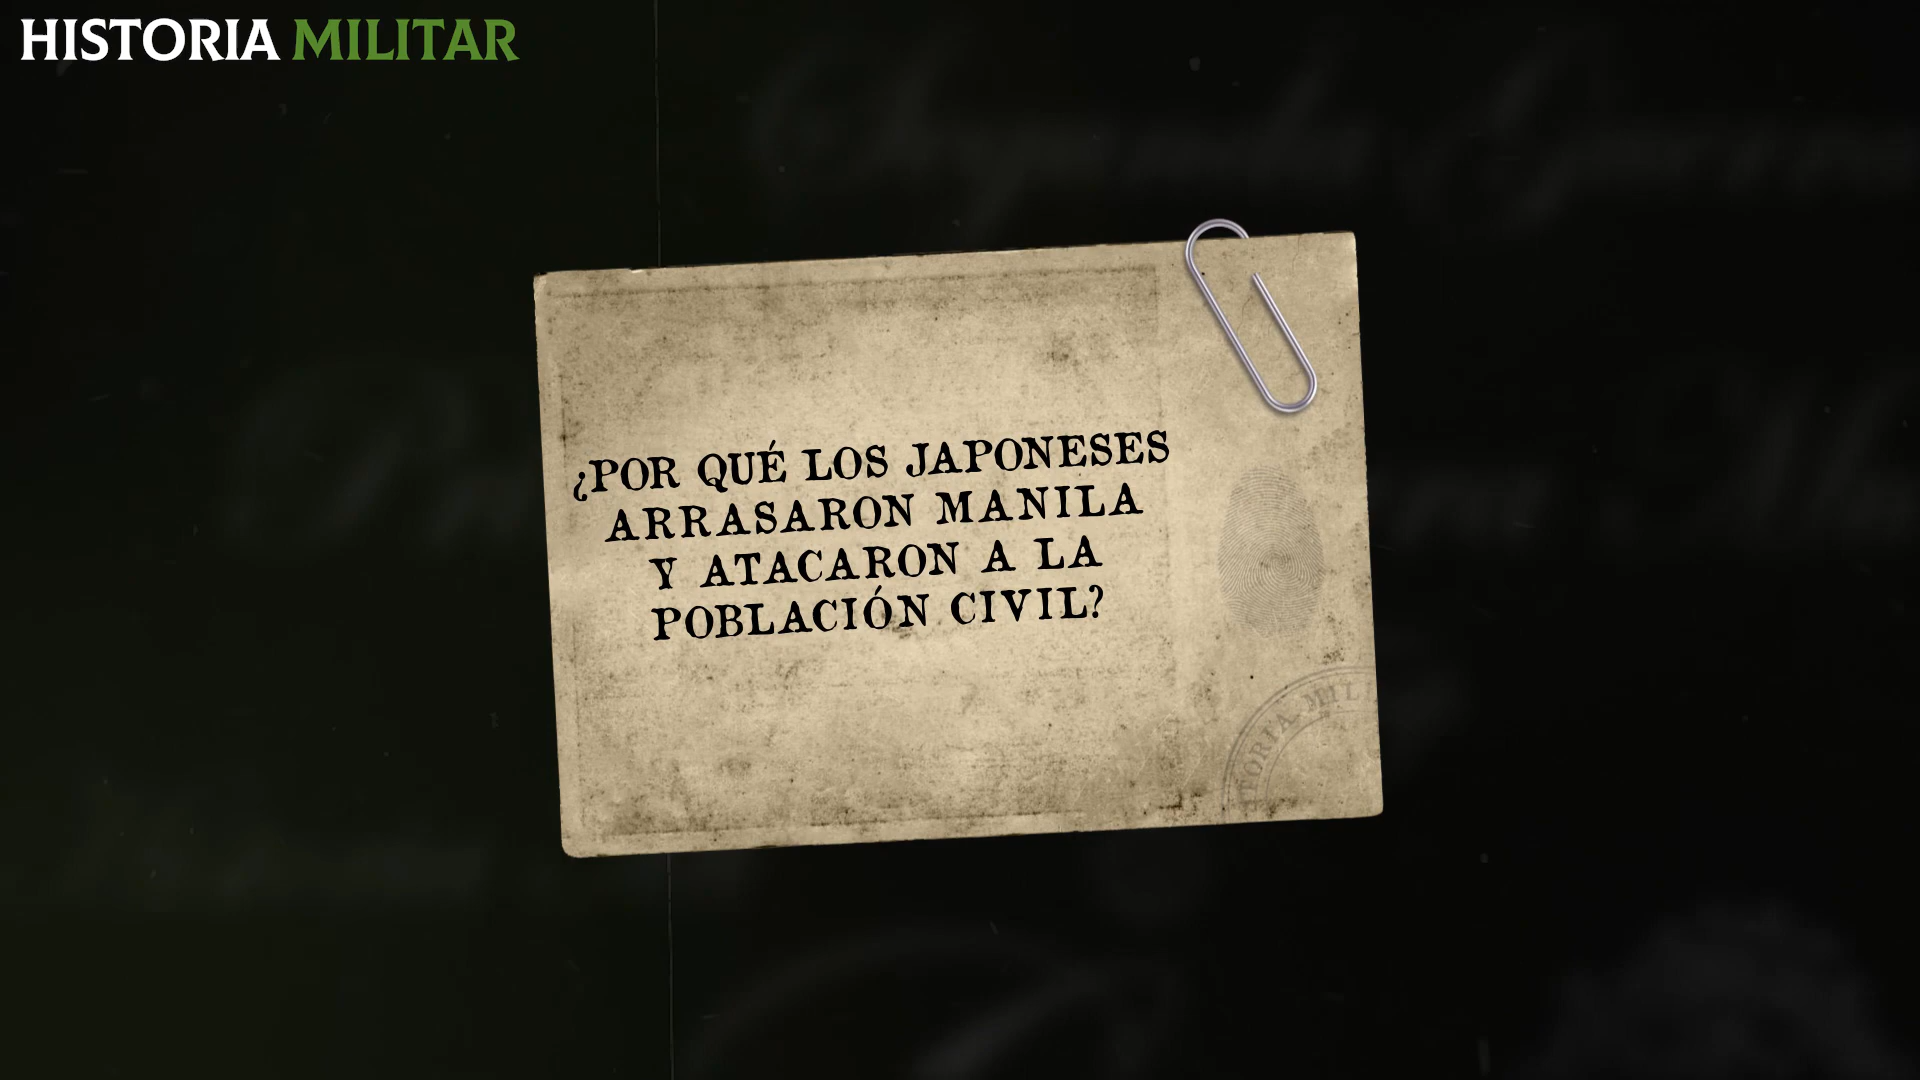 HISTORIA MILITAR
¿POR QUÉ LOS JAPONESES
ARRASARON MANILA
Y ATACARON A LA
POBLACIÓN CIVIL?